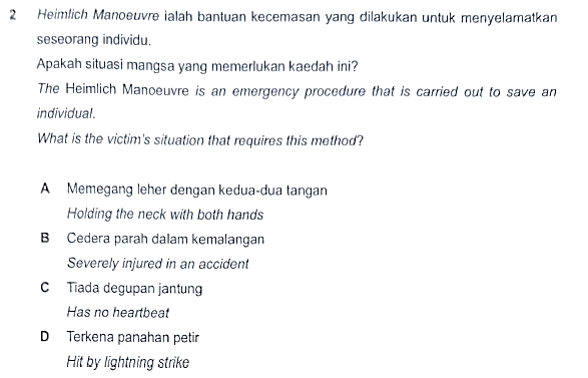 2 Heimlich Manoeuvre ialah bantuan kecemasan yang dilakukan untuk menyelamatkan
seseorang individu.
Apakah situasi mangsa yang memerlukan kaedah ini?
The Heimlich Manoeuvre is an emergency procedure that is carried out to save an
individual.
What is the victim's situation that requires this method?
A Memegang leher dengan kedua-dua tangan
Holding the neck with both hands
B Cedera parah dalam kemalangan
Severely injured in an accident
C Tiada degupan jantung
Has no heartbeat
D Terkena panahan petir
Hit by lightning strike